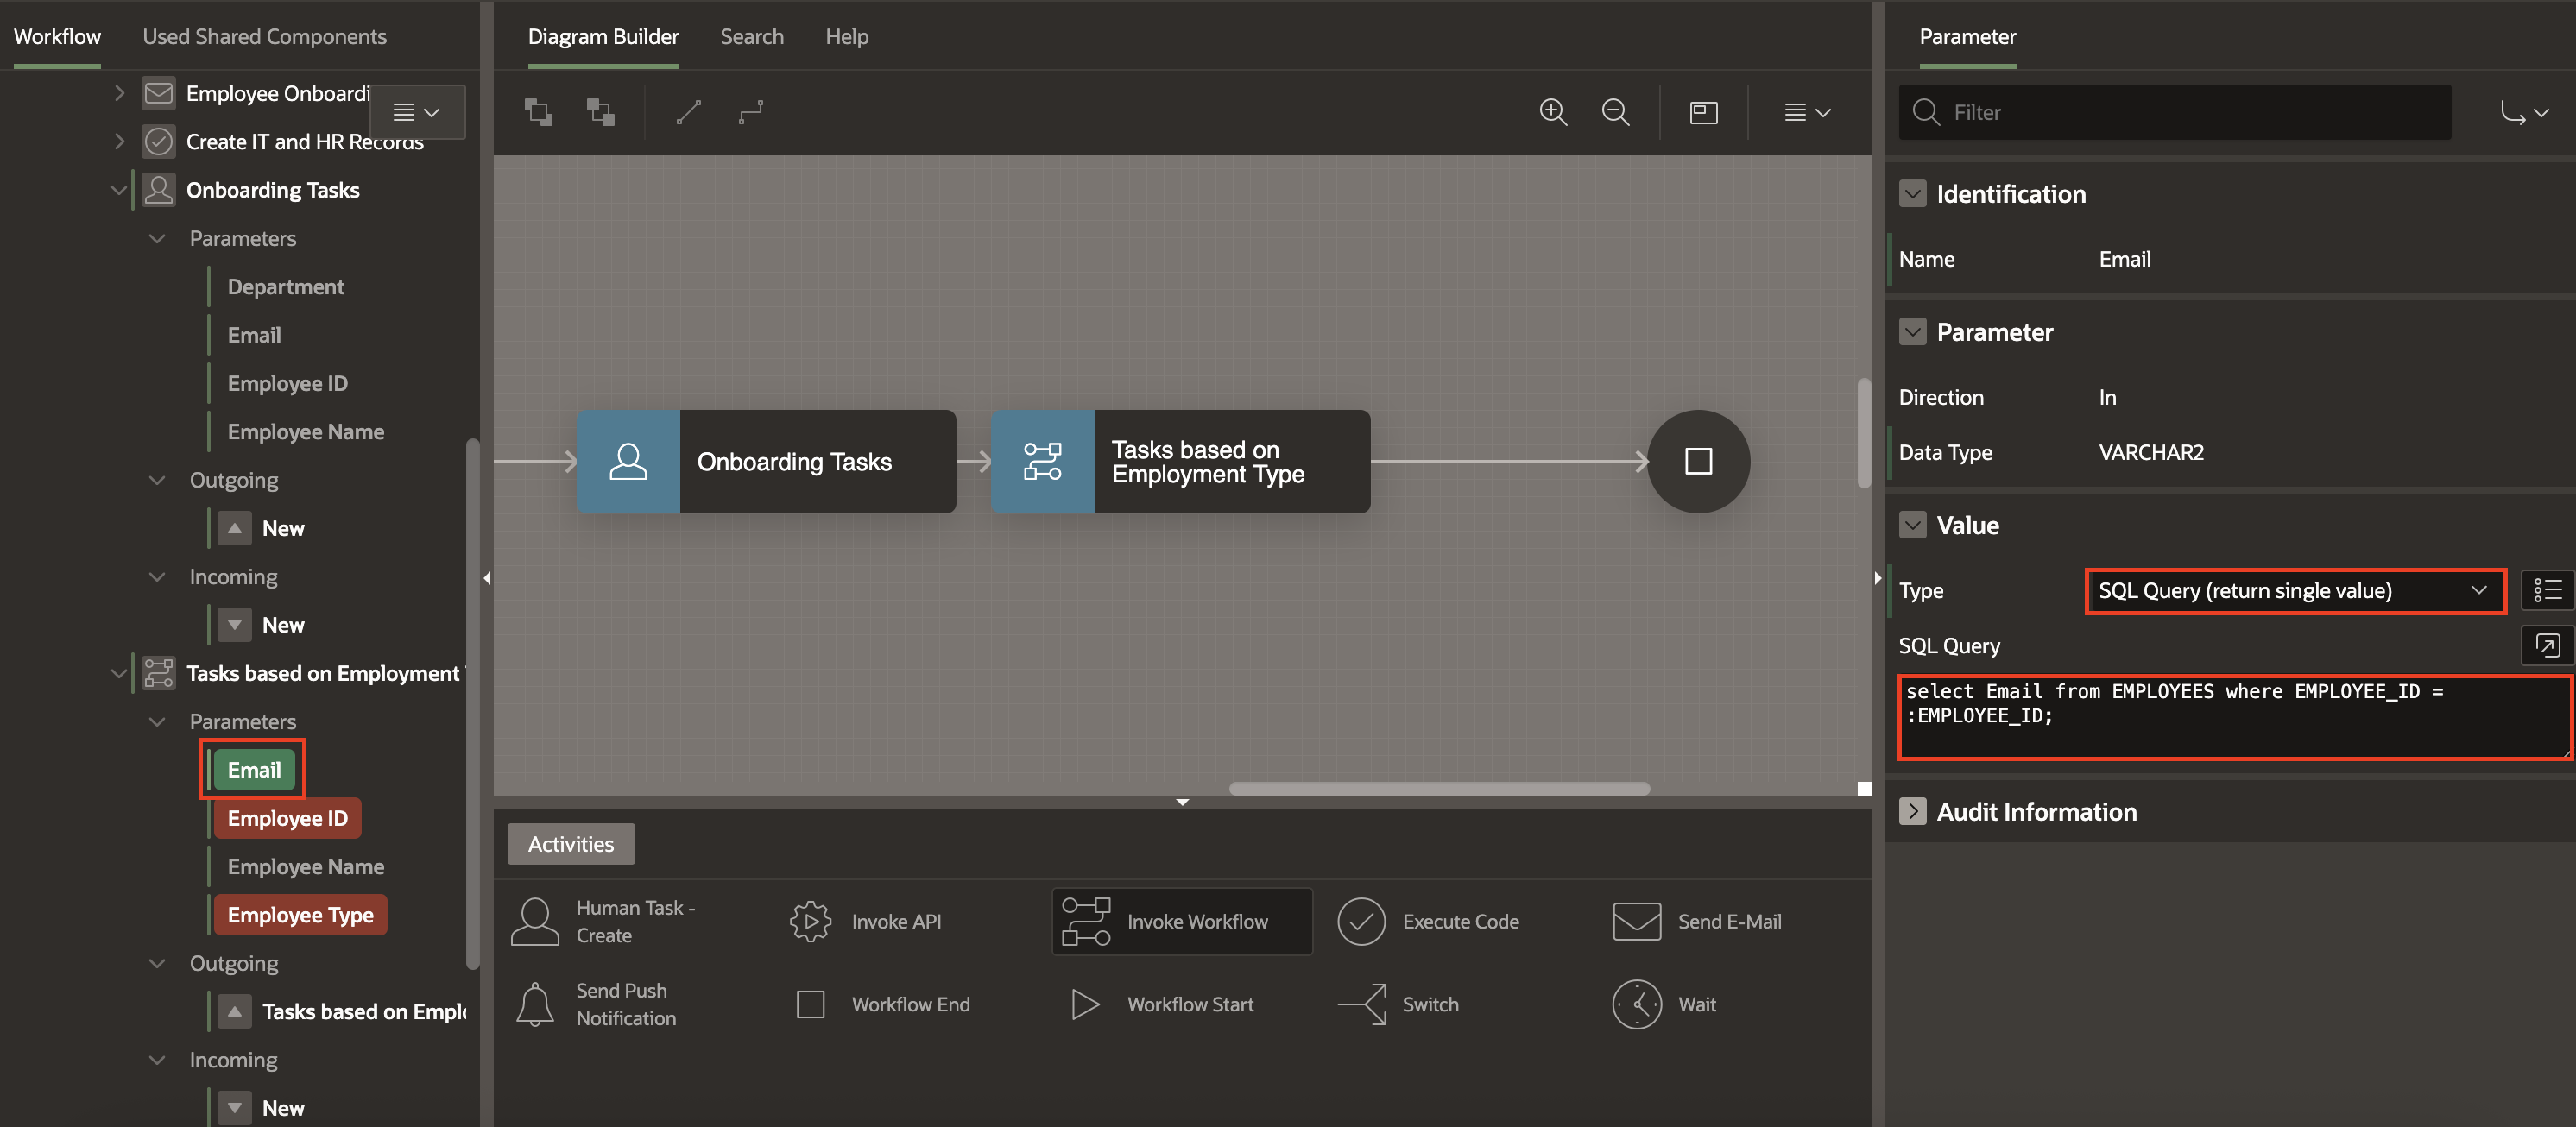 Workflow
Used Shared Components
Employee Onboardi
Create IT and HR Records
Onboarding Tasks
Parameters
Department
Email
Employee ID
Employee Name
Outgoing
New
Incoming
New
Tasks based on Employment
Parameters
Email
Employee ID
Employee Name
Employee Type
Outgoing
Tasks based on Emplo
Incoming
New
Diagram Builder
Search
Help
Onboarding Tasks
Tasks based on
Employment Type
Activities
Human Task -
Create
Invoke API
Invoke Workflow
Execute Code
Send E-Mail
Send Push
Notification
Workflow End
Workflow Start
Switch
Wait
Parameter
Filter
Identification
Name
Email
Parameter
Direction
In
Data Type
VARCHAR2
Value
Type
SQL Query (return single value)
SQL Query
select Email from EMPLOYEES where EMPLOYEE_ID =
:EMPLOYEE_ID;
Audit Information